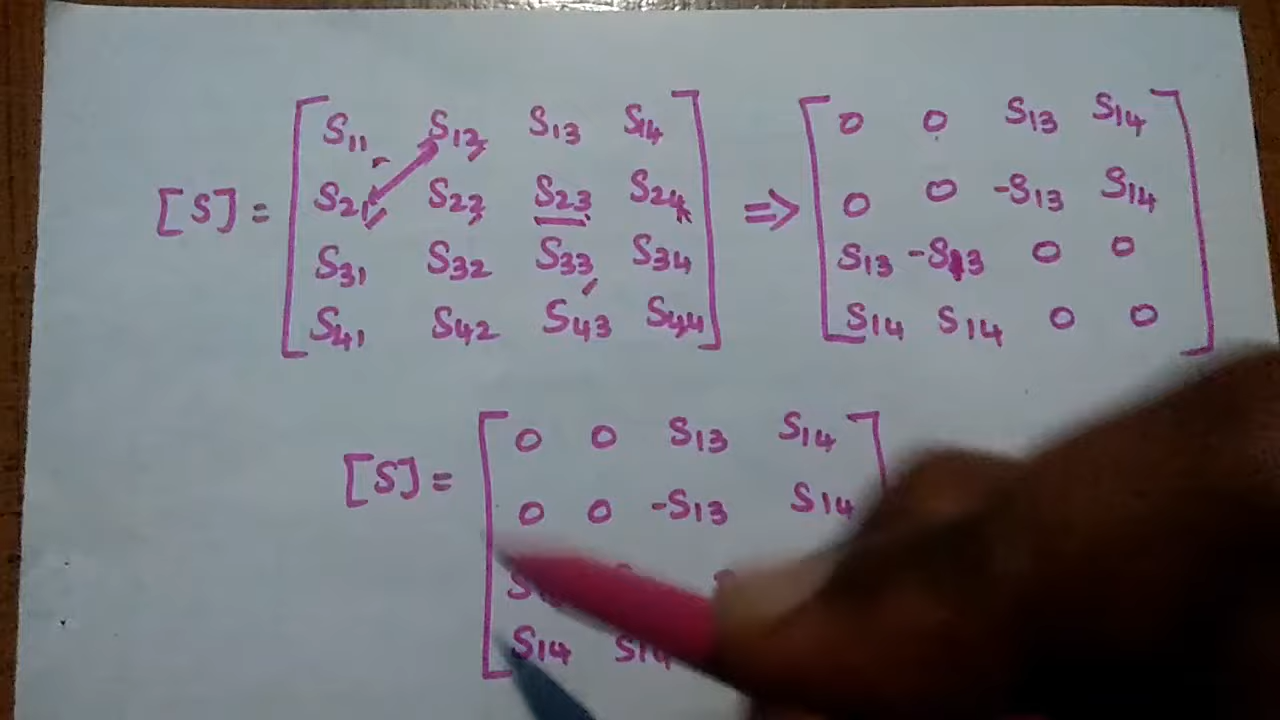 [S] = [ S11 S12 S13 S14 ⇒ [ 0 0 S13 S14
S21 S22 S23 S24 0 0 -S13 S14
S31 S32 S33 S34 S13 -S13 0 0
S41 S42 S43 S44 ] S14 S14 0 0 ]
[S] = [ 0 0 S13 S14
0 0 -S13 S14
S14 S14